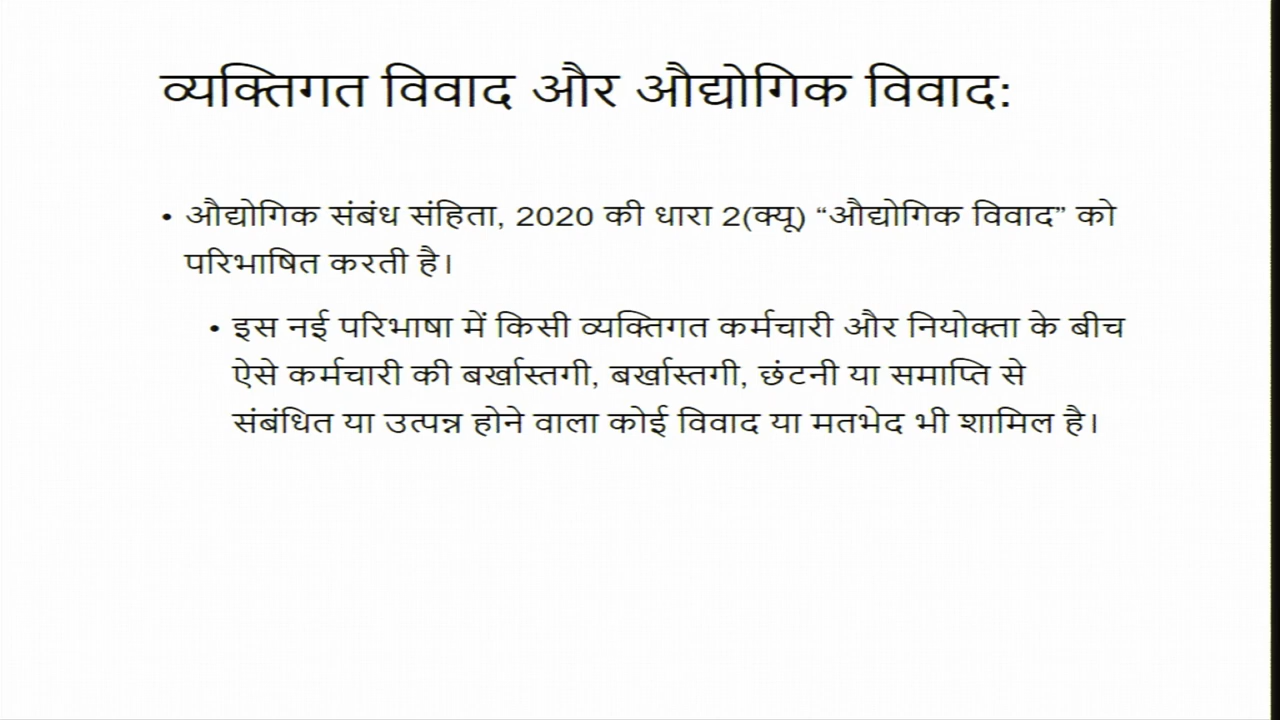 व्यक्तिगत विवाद और औद्योगिक विवाद:
• औद्योगिक संबंध संहिता, 2020 की धारा 2(क्यू) “औद्योगिक विवाद” को
परिभाषित करती है।
• इस नई परिभाषा में किसी व्यक्तिगत कर्मचारी और नियोक्ता के बीच
ऐसे कर्मचारी की बर्खास्तगी, बर्खास्तगी, छंटनी या समाप्ति से
संबंधित या उत्पन्न होने वाला कोई विवाद या मतभेद भी शामिल है।